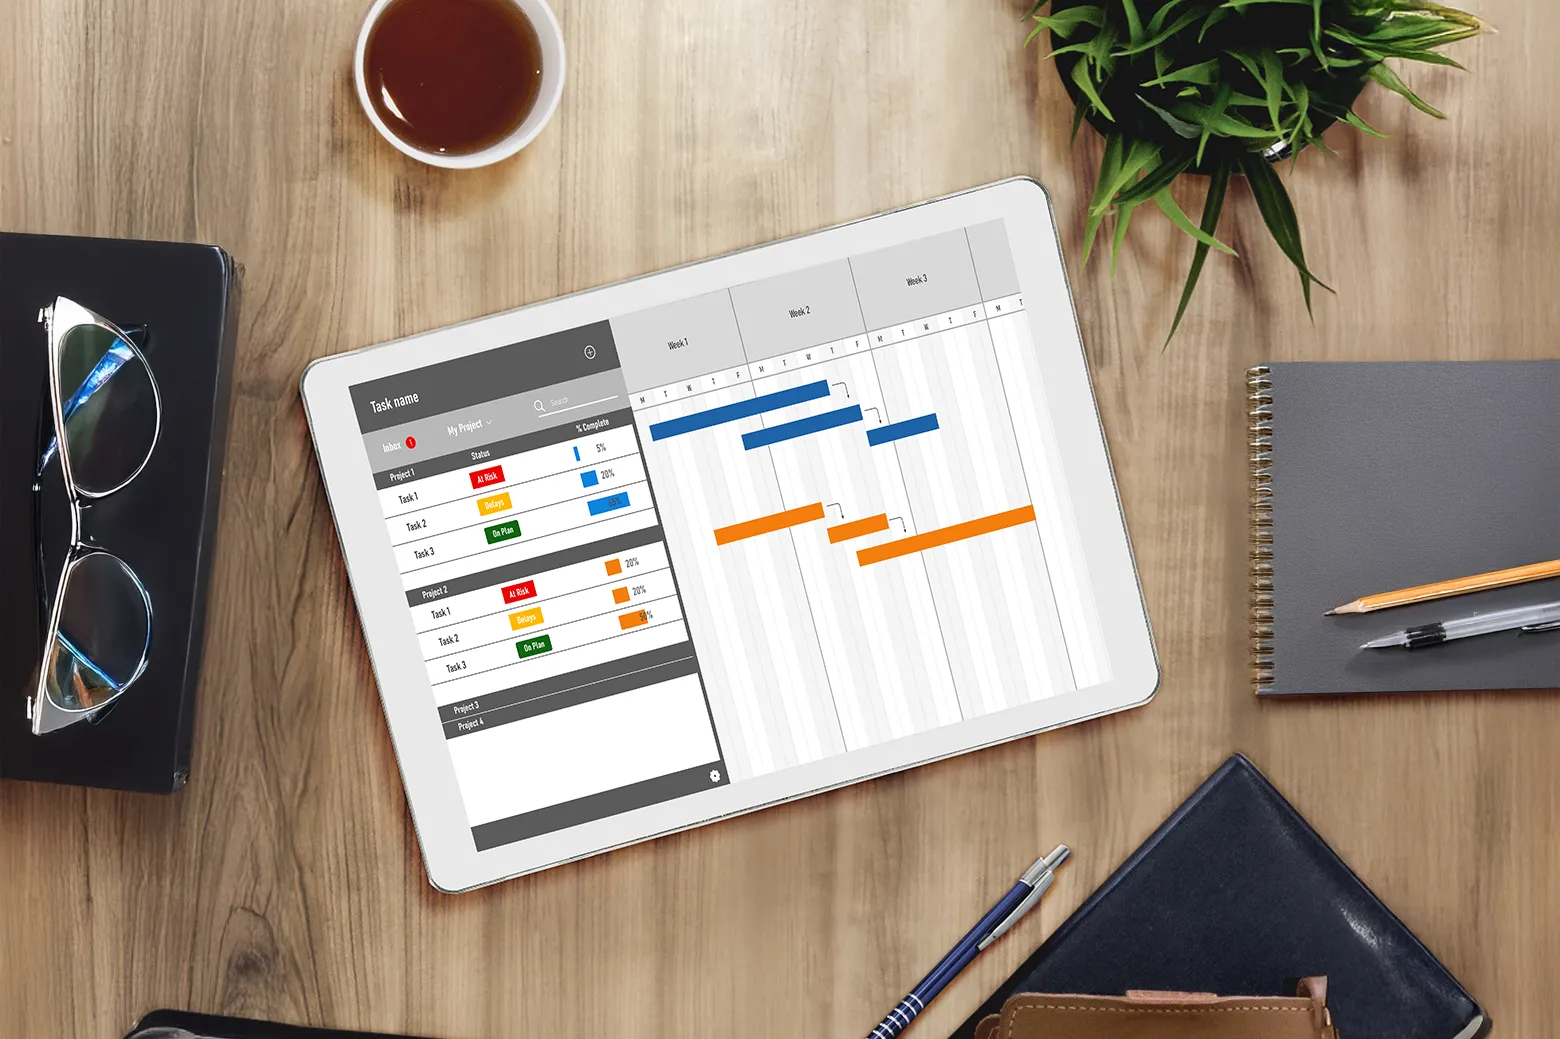 Task name
Inbox 1 My Project Search
Project 1 Status % Complete
Task 1 At Risk 5%
Task 2 Delays 20%
Task 3 On Plan
Project 2
Task 1 At Risk 20%
Task 2 Delays 20%
Task 3 On Plan 50%
Project 3
Project 4
Week 1 Week 2 Week 3
M T W T F M T W T F M T W T F M T